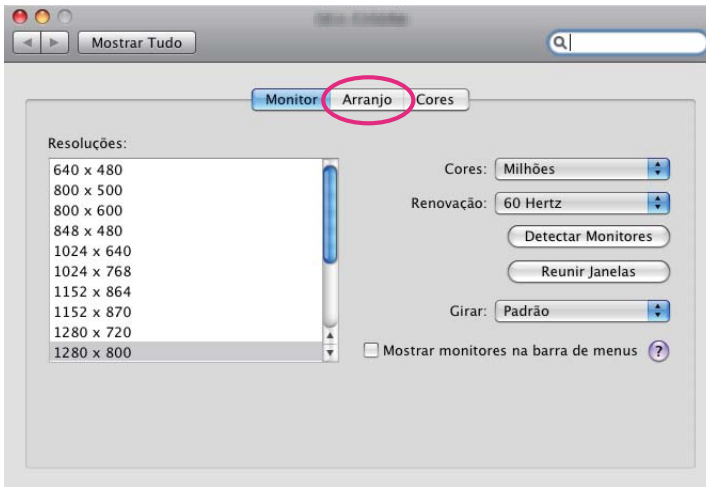 Mostrar Tudo
Monitor Arranjo Cores
Resoluções:
640 x 480
800 x 500
800 x 600
848 x 480
1024 x 640
1024 x 768
1152 x 864
1152 x 870
1280 x 720
1280 x 800
Cores: Milhões
Renovação: 60 Hertz
Detectar Monitores
Reunir Janelas
Girar: Padrão
Mostrar monitores na barra de menus ?